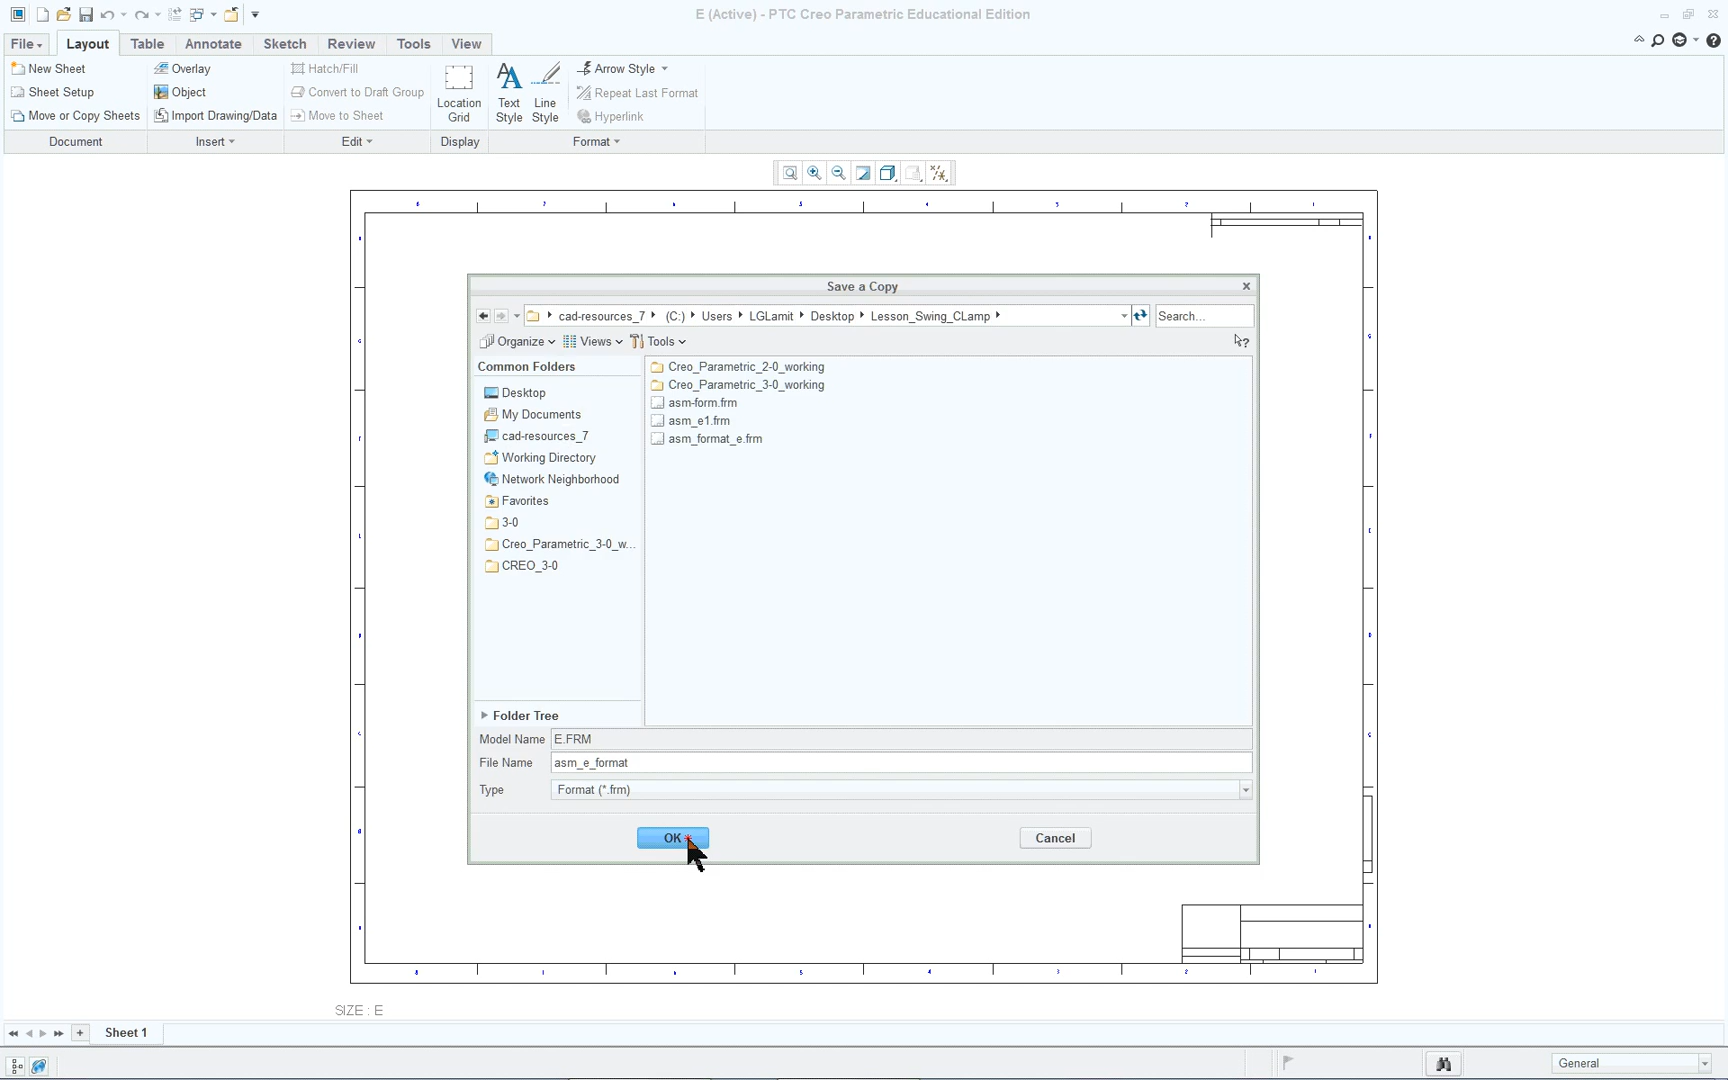 E (Active) - PTC Creo Parametric Educational Edition
File Layout Table Annotate Sketch Review Tools View
New Sheet
Sheet Setup
Move or Copy Sheets
Document
Overlay
Object
Import Drawing/Data
Insert
Hatch/Fill
Convert to Draft Group
Move to Sheet
Edit
Location
Grid
Display
Text
Style
Line
Style
Arrow Style
Repeat Last Format
Hyperlink
Format
Save a Copy
cad-resources_7 (C:) Users LGLamit Desktop Lesson_Swing_CLamp
Search...
Organize Views Tools
Common Folders
Desktop
My Documents
cad-resources_7
Working Directory
Network Neighborhood
Favorites
3-0
Creo_Parametric_3-0_w...
CREO_3-0
Folder Tree
Creo_Parametric_2-0_working
Creo_Parametric_3-0_working
asm-form.frm
asm_e1.frm
asm_format_e.frm
Model Name E.FRM
File Name asm_e_format
Type Format (*.frm)
OK Cancel
SIZE : E
Sheet 1
General